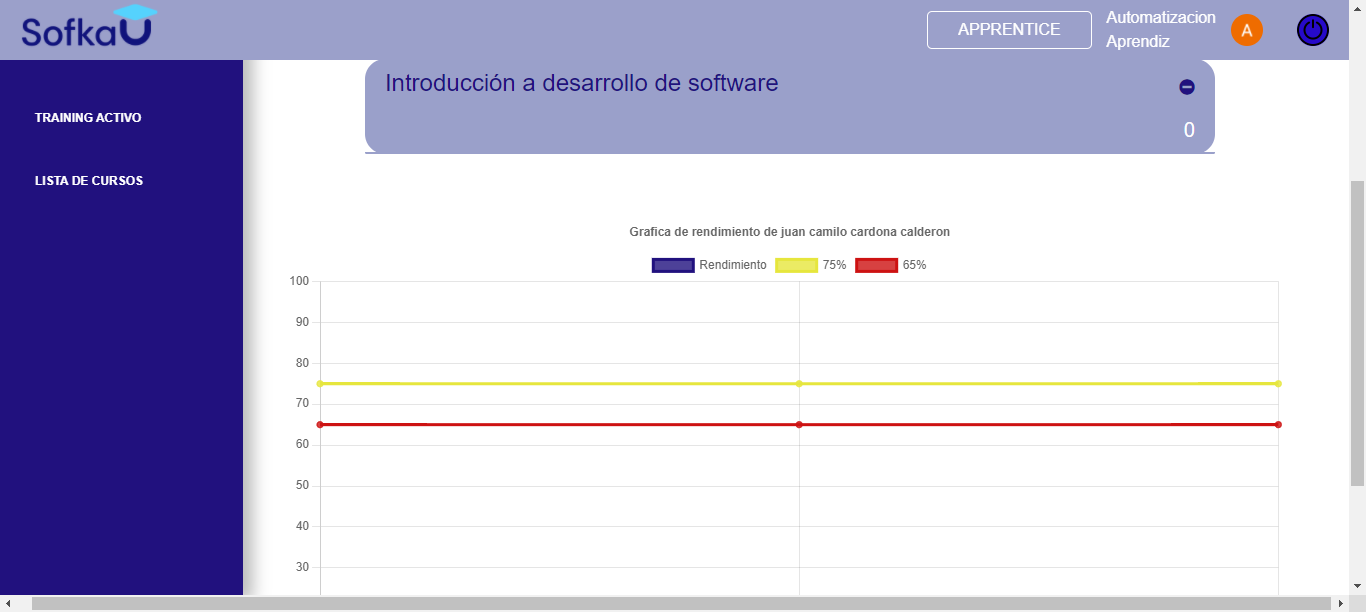 SofkaU
APPRENTICE
Automatizacion
Aprendiz
A
TRAINING ACTIVO
LISTA DE CURSOS
Introducción a desarrollo de software
0
Grafica de rendimiento de juan camilo cardona calderon
Rendimiento 75% 65%
100
90
80
70
60
50
40
30